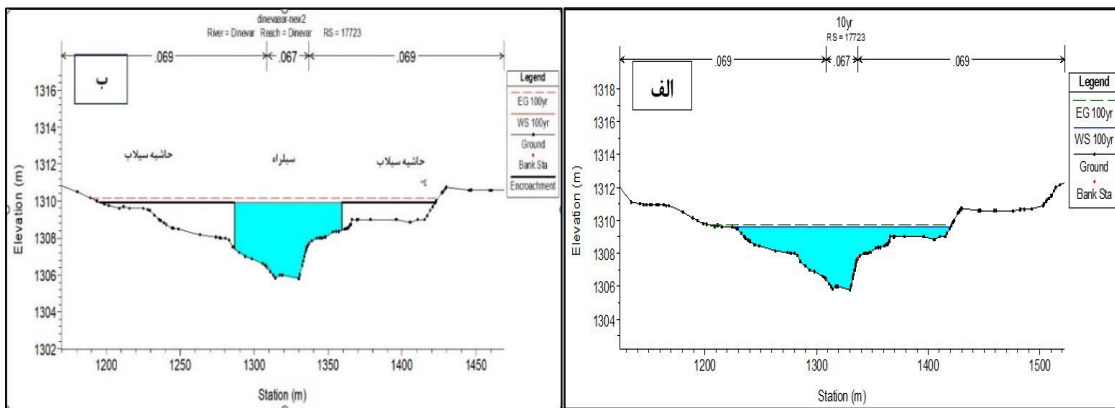 dinevasar-new2
River = Dinevar Reach = Dinevar RS = 17723
.069 .067 .069
ب
Legend
EG 100yr
WS 100yr
Ground
Bank Sta
Encroachment
حاشیه سیلاب
سیلراه
حاشیه سیلاب
1316
1314
1312
1310
1308
1306
1304
1302
Elevation (m)
1200 1250 1300 1350 1400 1450
Station (m)
10yr
RS = 17723
.069 .067 .069
الف
Legend
EG 100yr
WS 100yr
Ground
Bank Sta
1318
1316
1314
1312
1310
1308
1306
1304
Elevation (m)
1200 1300 1400 1500
Station (m)